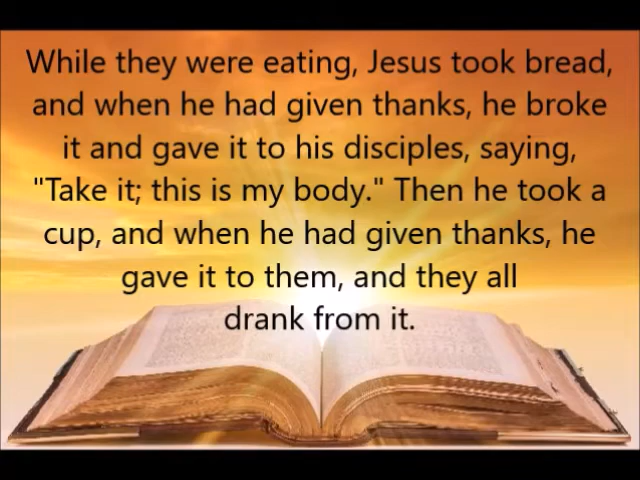 While they were eating, Jesus took bread,
and when he had given thanks, he broke
it and gave it to his disciples, saying,
"Take it; this is my body." Then he took a
cup, and when he had given thanks, he
gave it to them, and they all
drank from it.